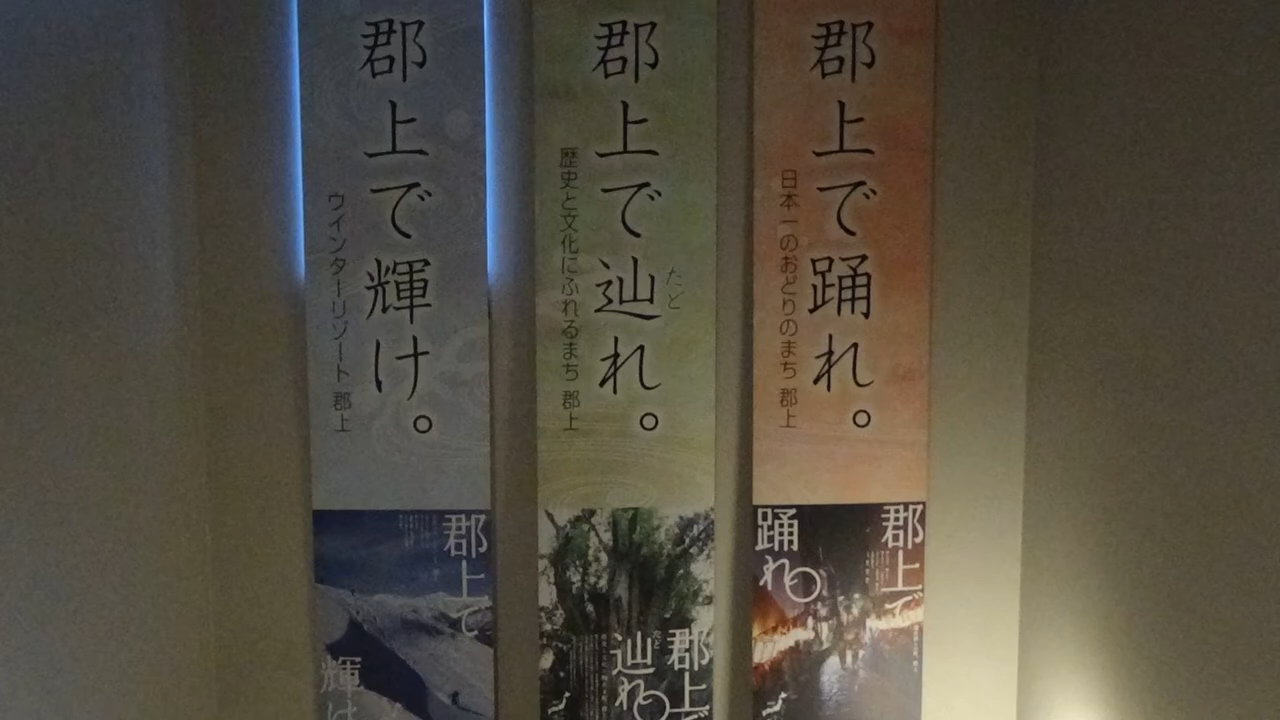 郡上で踊れ。
日本一のおどりのまち 郡上
郡上で
踊れ。
郡上で辿れ。
たど
歴史と文化にふれるまち 郡上
郡上で
辿れ。
たど
郡上で輝け。
ウインターリゾート 郡上
郡上で
輝け